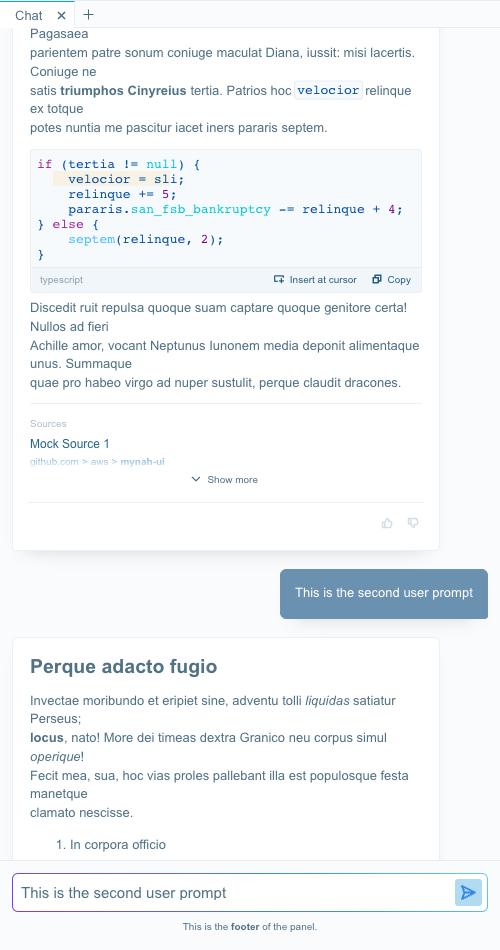 Chat
Pagasaea
parientem patre sonum coniuge maculat Diana, iussit: misi lacertis.
Coniuge ne
satis triumphos Cinyreius tertia. Patrios hoc velocior relinque
ex totque
potes nuntia me pascitur iacet iners pararis septem.
if (tertia != null) {
    velocior = sli;
    relinque += 5;
    pararis.san_fsb_bankruptcy -= relinque + 4;
} else {
    septem(relinque, 2);
}
typescript Insert at cursor Copy
Discedit ruit repulsa quoque suam captare quoque genitore certa!
Nullos ad fieri
Achille amor, vocant Neptunus Iunonem media deponit alimentaque
unus. Summaque
quae pro habeo virgo ad nuper sustulit, perque claudit dracones.
Sources
Mock Source 1
github.com > aws > mynah-ui
Show more
This is the second user prompt
Perque adacto fugio
Invectae moribundo et eripiet sine, adventu tolli liquidas satiatur
Perseus;
locus, nato! More dei timeas dextra Granico neu corpus simul
operique!
Fecit mea, sua, hoc vias proles pallebant illa est populosque festa
manetque
clamato nescisse.
1. In corpora officio
This is the second user prompt
This is the footer of the panel.